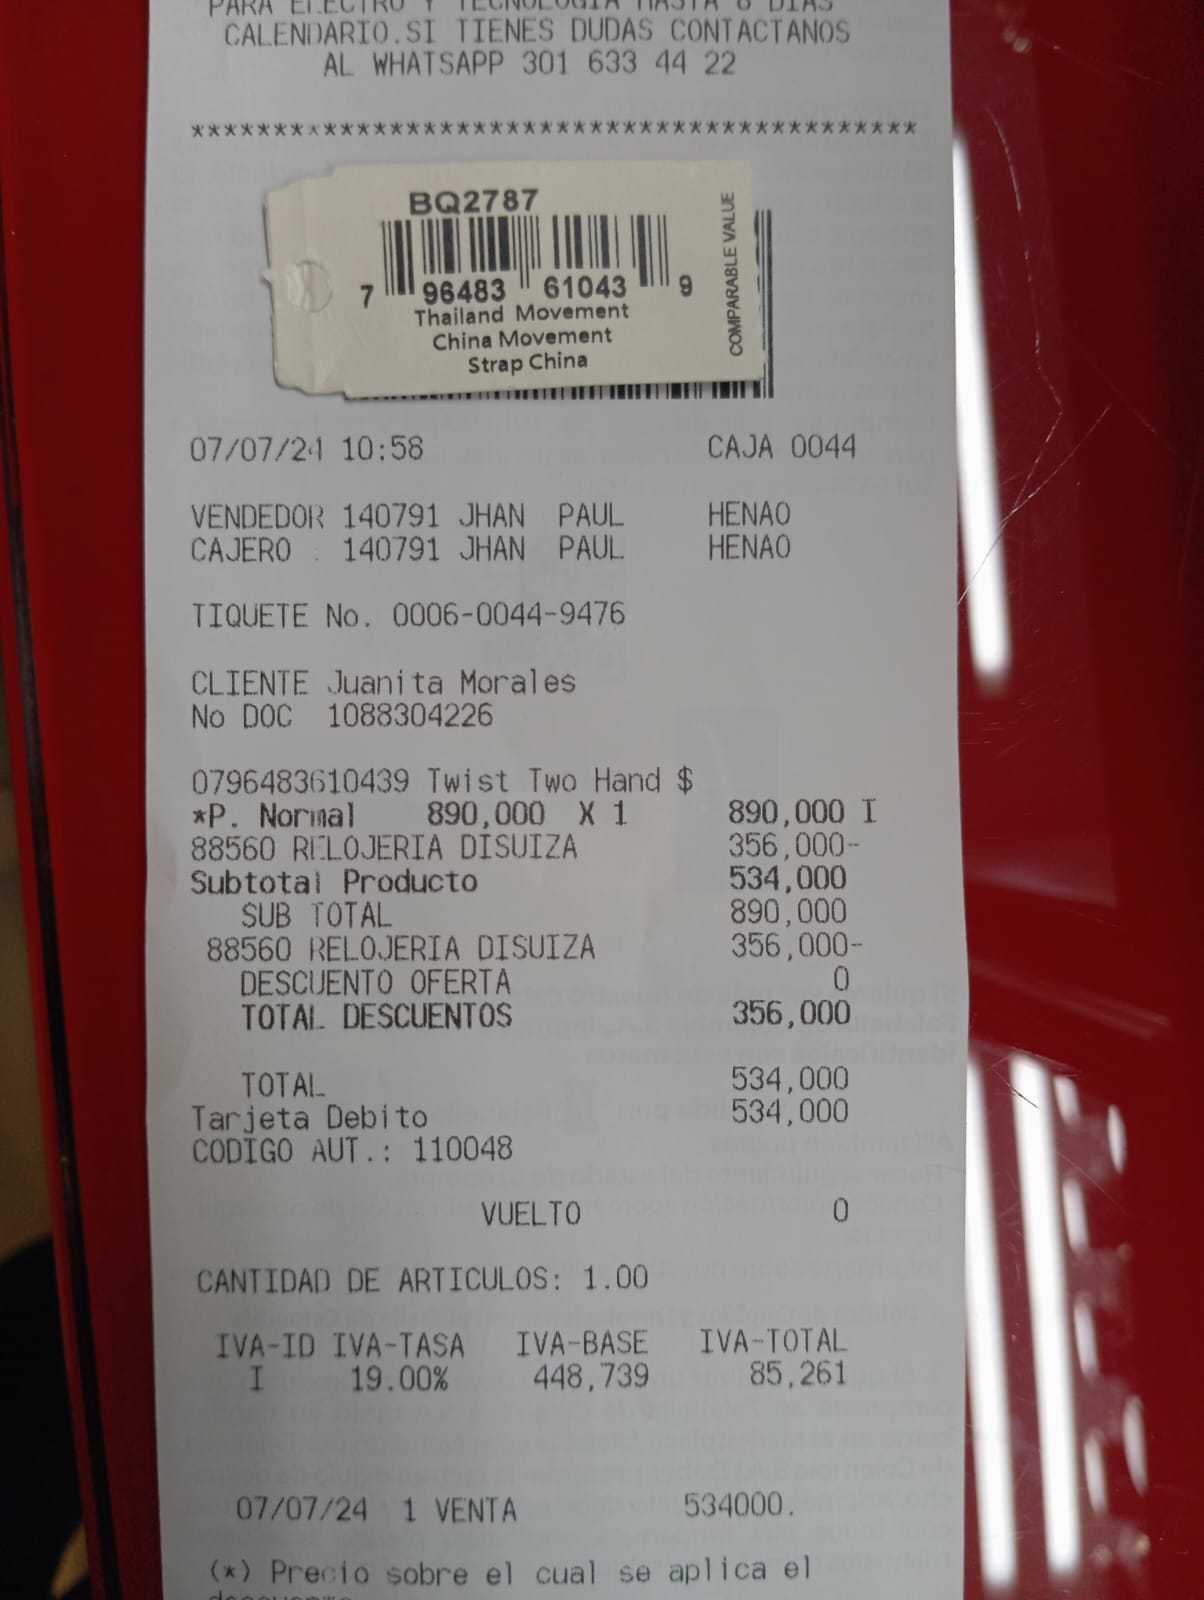 PARA ELECTRO Y TECNOLOGIA HASTA 8 DIAS
CALENDARIO.SI TIENES DUDAS CONTACTANOS
AL WHATSAPP 301 633 44 22
********************************************
BQ2787
7 96483 61043 9
Thailand Movement
China Movement
Strap China
COMPARABLE VALUE
07/07/24 10:58 CAJA 0044
VENDEDOR 140791 JHAN PAUL HENAO
CAJERO : 140791 JHAN PAUL HENAO
TIQUETE No. 0006-0044-9476
CLIENTE Juanita Morales
No DOC 1088304226
0796483610439 Twist Two Hand $
*P. Normal 890,000 X 1 890,000 I
88560 RELOJERIA DISUIZA 356,000-
Subtotal Producto 534,000
SUB TOTAL 890,000
88560 RELOJERIA DISUIZA 356,000-
DESCUENTO OFERTA 0
TOTAL DESCUENTOS 356,000
TOTAL 534,000
Tarjeta Debito 534,000
CODIGO AUT.: 110048
VUELTO 0
CANTIDAD DE ARTICULOS: 1.00
IVA-ID IVA-TASA IVA-BASE IVA-TOTAL
I 19.00% 448,739 85,261
07/07/24 1 VENTA 534000.
(*) Precio sobre el cual se aplica el